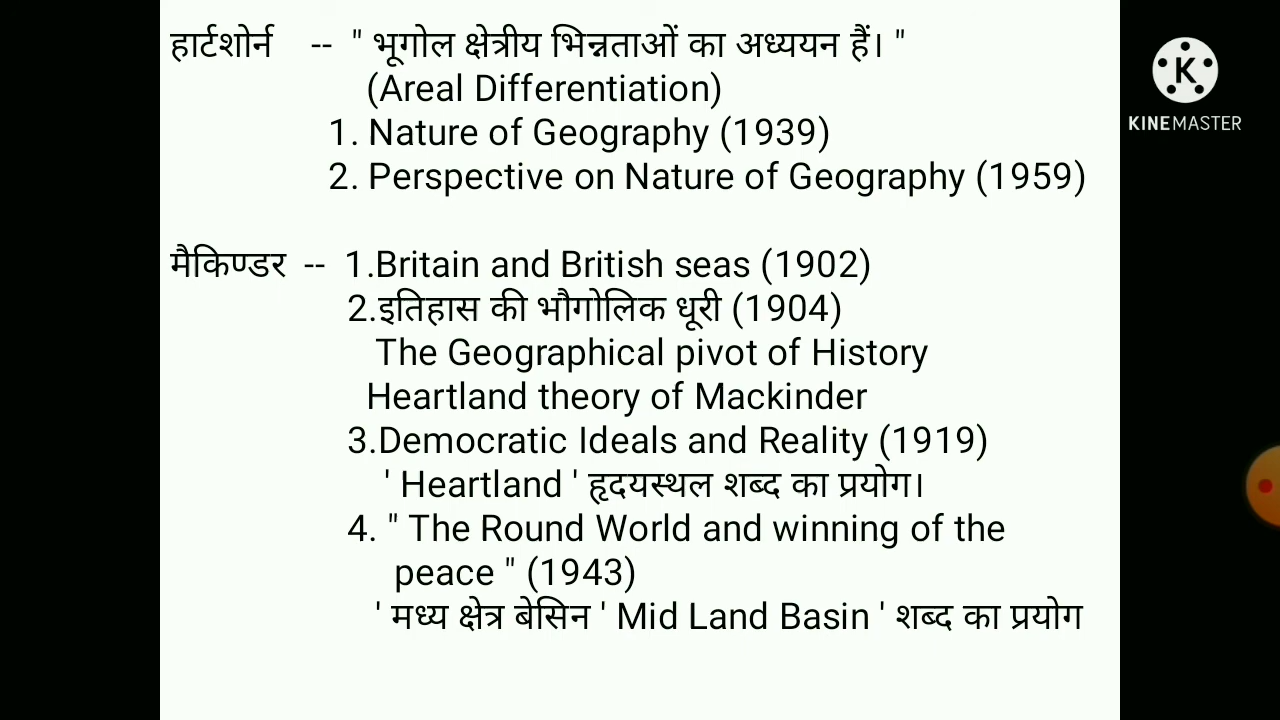 हार्टशोर्न -- " भूगोल क्षेत्रीय भिन्नताओं का अध्ययन हैं। "
(Areal Differentiation)
1. Nature of Geography (1939)
2. Perspective on Nature of Geography (1959)
मैकिण्डर -- 1.Britain and British seas (1902)
2.इतिहास की भौगोलिक धूरी (1904)
The Geographical pivot of History
Heartland theory of Mackinder
3.Democratic Ideals and Reality (1919)
' Heartland ' हृदयस्थल शब्द का प्रयोग।
4. " The Round World and winning of the
peace " (1943)
' मध्य क्षेत्र बेसिन ' Mid Land Basin ' शब्द का प्रयोग
K
KINEMASTER